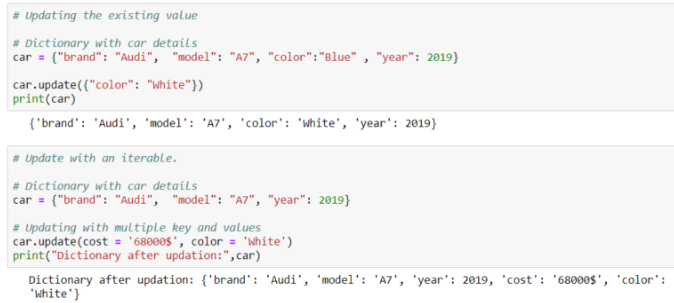 # Updating the existing value
# Dictionary with car details
car = {"brand": "Audi",  "model": "A7", "color":"Blue" , "year": 2019}
car.update({"color": "White"})
print(car)
{'brand': 'Audi', 'model': 'A7', 'color': 'White', 'year': 2019}
# Update with an iterable.
# Dictionary with car details
car = {"brand": "Audi",  "model": "A7", "year": 2019}
# Updating with multiple key and values
car.update(cost = '68000$', color = 'White')
print("Dictionary after updation:",car)
Dictionary after updation: {'brand': 'Audi', 'model': 'A7', 'year': 2019, 'cost': '68000$', 'color':
'White'}